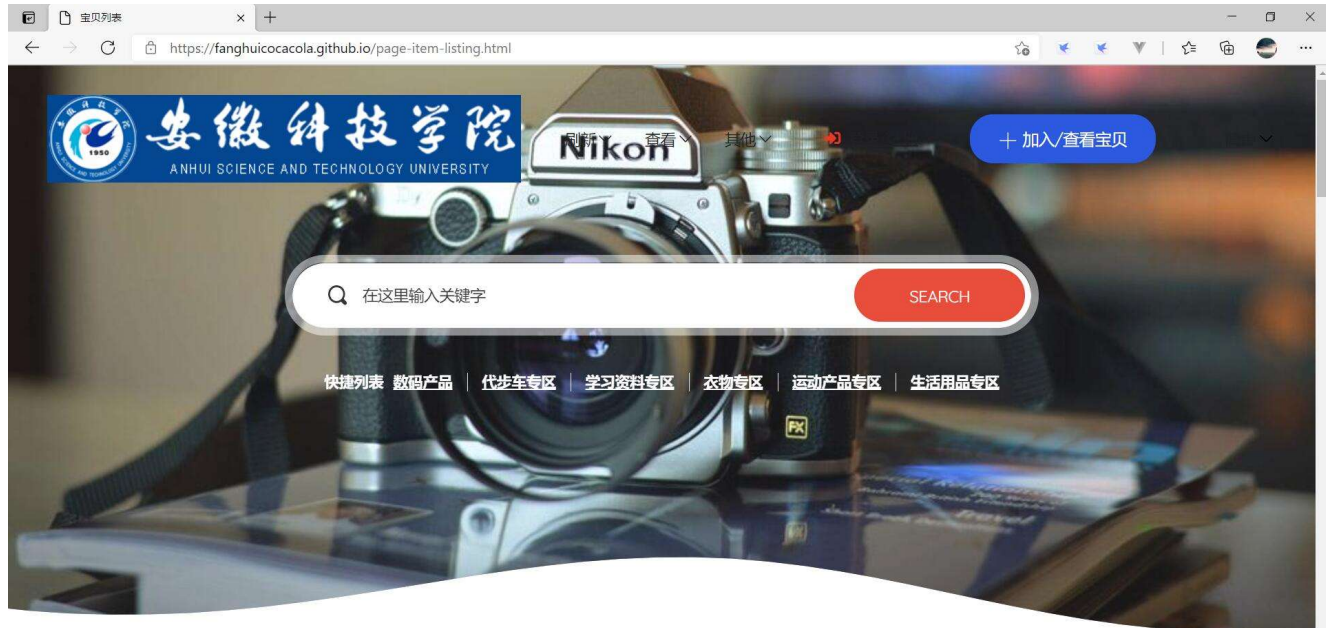 宝贝列表
https://fanghuicocacola.github.io/page-item-listing.html
安徽科技学院
ANHUI SCIENCE AND TECHNOLOGY UNIVERSITY
1950
刷新 查看 其他
加入/查看宝贝
Nikon
在这里输入关键字
SEARCH
快捷列表 数码产品 代步车专区 学习资料专区 衣物专区 运动产品专区 生活用品专区
FX
Travel